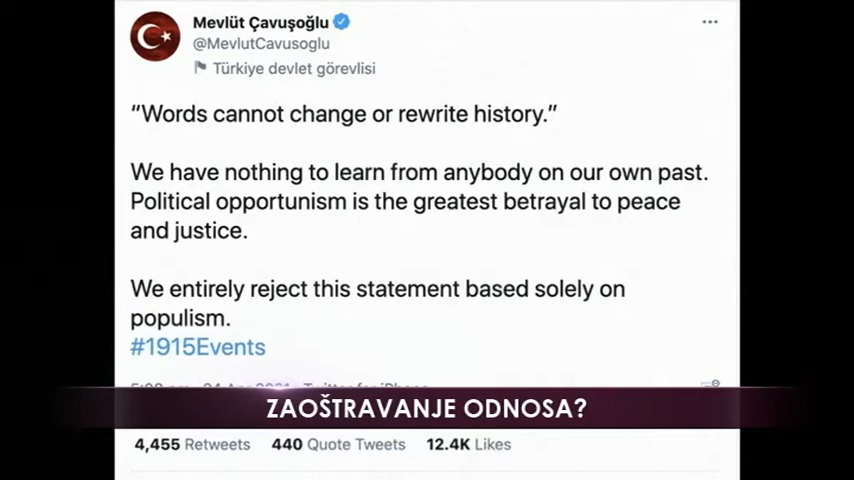 Mevlüt Çavuşoğlu
@MevlutCavusoglu
Türkiye devlet görevlisi
“Words cannot change or rewrite history.”
We have nothing to learn from anybody on our own past.
Political opportunism is the greatest betrayal to peace
and justice.
We entirely reject this statement based solely on
populism.
#1915Events
ZAOŠTRAVANJE ODNOSA?
4,455 Retweets 440 Quote Tweets 12.4K Likes